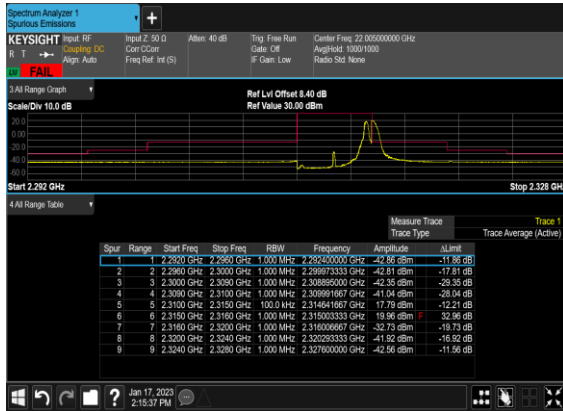 Spectrum Analyzer 1
Spurious Emissions
KEYSIGHT Input: RF Input Z: 50 Ω Atten: 40 dB Trig: Free Run Center Freq: 22.005000000 GHz
R T Coupling: DC Corr CCorr Gate: Off Avg|Hold: 1000/1000
Align: Auto Freq Ref: Int (S) IF Gain: Low Radio Std: None
LXI FAIL
3 All Range Graph
Ref Lvl Offset 8.40 dB
Scale/Div 10.0 dB Ref Value 30.00 dBm
20.0
0.00
-20.0
-40.0
-60.0
Start 2.292 GHz Stop 2.328 GHz
4 All Range Table
Measure Trace Trace 1
Trace Type Trace Average (Active)
Spur Range Start Freq Stop Freq RBW Frequency Amplitude ΔLimit
1 1 2.2920 GHz 2.2960 GHz 1.000 MHz 2.292400000 GHz -42.86 dBm -11.86 dB
2 2 2.2960 GHz 2.3000 GHz 1.000 MHz 2.299973333 GHz -42.81 dBm -17.81 dB
3 3 2.3000 GHz 2.3090 GHz 1.000 MHz 2.308895000 GHz -42.35 dBm -29.35 dB
4 4 2.3090 GHz 2.3100 GHz 1.000 MHz 2.309991667 GHz -41.04 dBm -28.04 dB
5 5 2.3100 GHz 2.3150 GHz 100.0 kHz 2.314641667 GHz 17.79 dBm -12.21 dB
6 6 2.3150 GHz 2.3160 GHz 1.000 MHz 2.315003333 GHz 19.96 dBm F 32.96 dB
7 7 2.3160 GHz 2.3200 GHz 1.000 MHz 2.316006667 GHz -32.73 dBm -19.73 dB
8 8 2.3200 GHz 2.3240 GHz 1.000 MHz 2.320293333 GHz -41.92 dBm -16.92 dB
9 9 2.3240 GHz 2.3280 GHz 1.000 MHz 2.327600000 GHz -42.56 dBm -11.56 dB
? Jan 17, 2023
2:15:37 PM